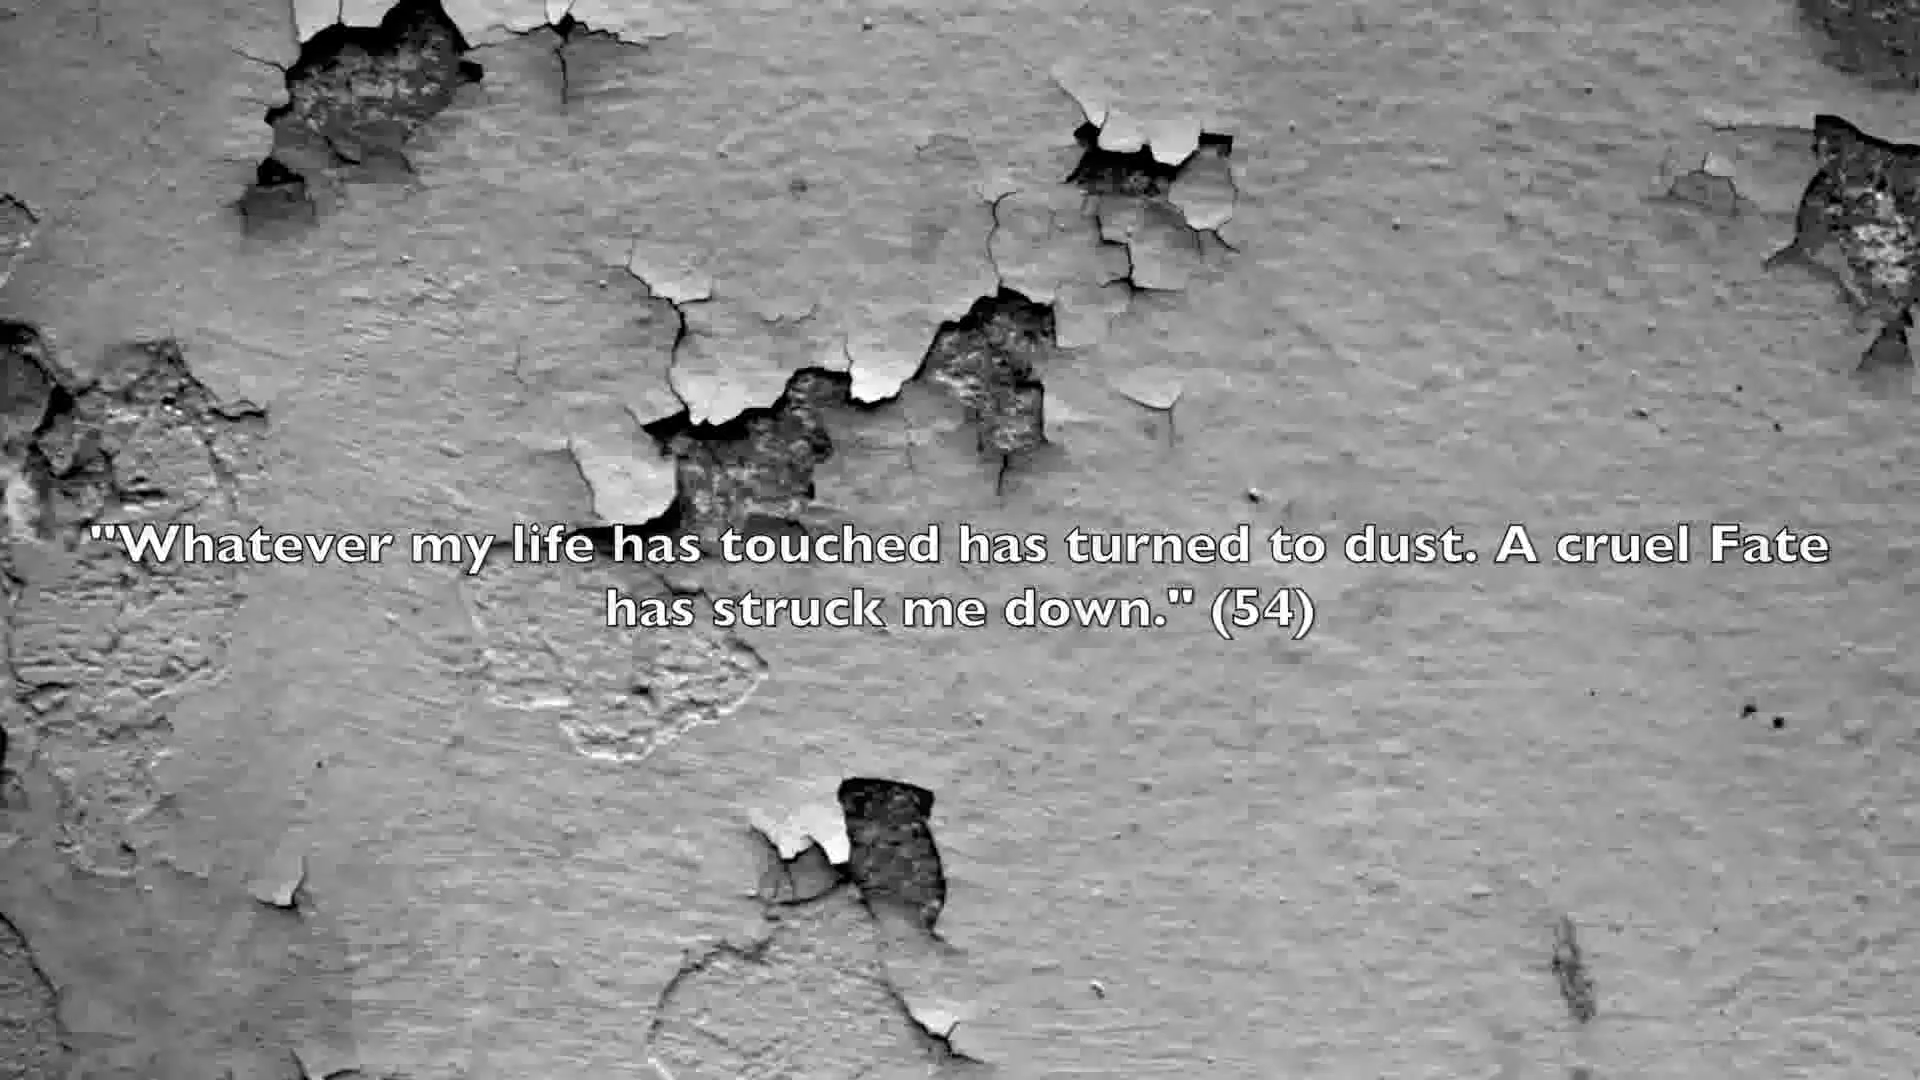 "Whatever my life has touched has turned to dust. A cruel Fate
has struck me down." (54)